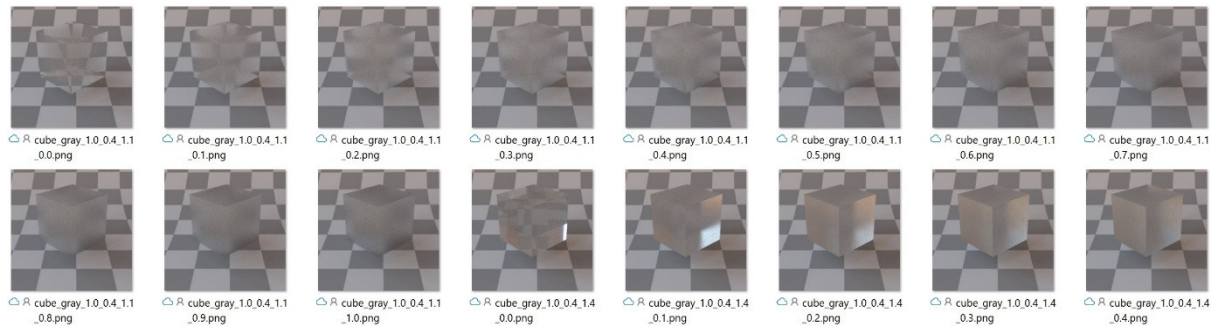 cube_gray_1.0_0.4_1.1
_0.0.png
cube_gray_1.0_0.4_1.1
_0.1.png
cube_gray_1.0_0.4_1.1
_0.2.png
cube_gray_1.0_0.4_1.1
_0.3.png
cube_gray_1.0_0.4_1.1
_0.4.png
cube_gray_1.0_0.4_1.1
_0.5.png
cube_gray_1.0_0.4_1.1
_0.6.png
cube_gray_1.0_0.4_1.1
_0.7.png
cube_gray_1.0_0.4_1.1
_0.8.png
cube_gray_1.0_0.4_1.1
_0.9.png
cube_gray_1.0_0.4_1.1
_1.0.png
cube_gray_1.0_0.4_1.4
_0.0.png
cube_gray_1.0_0.4_1.4
_0.1.png
cube_gray_1.0_0.4_1.4
_0.2.png
cube_gray_1.0_0.4_1.4
_0.3.png
cube_gray_1.0_0.4_1.4
_0.4.png